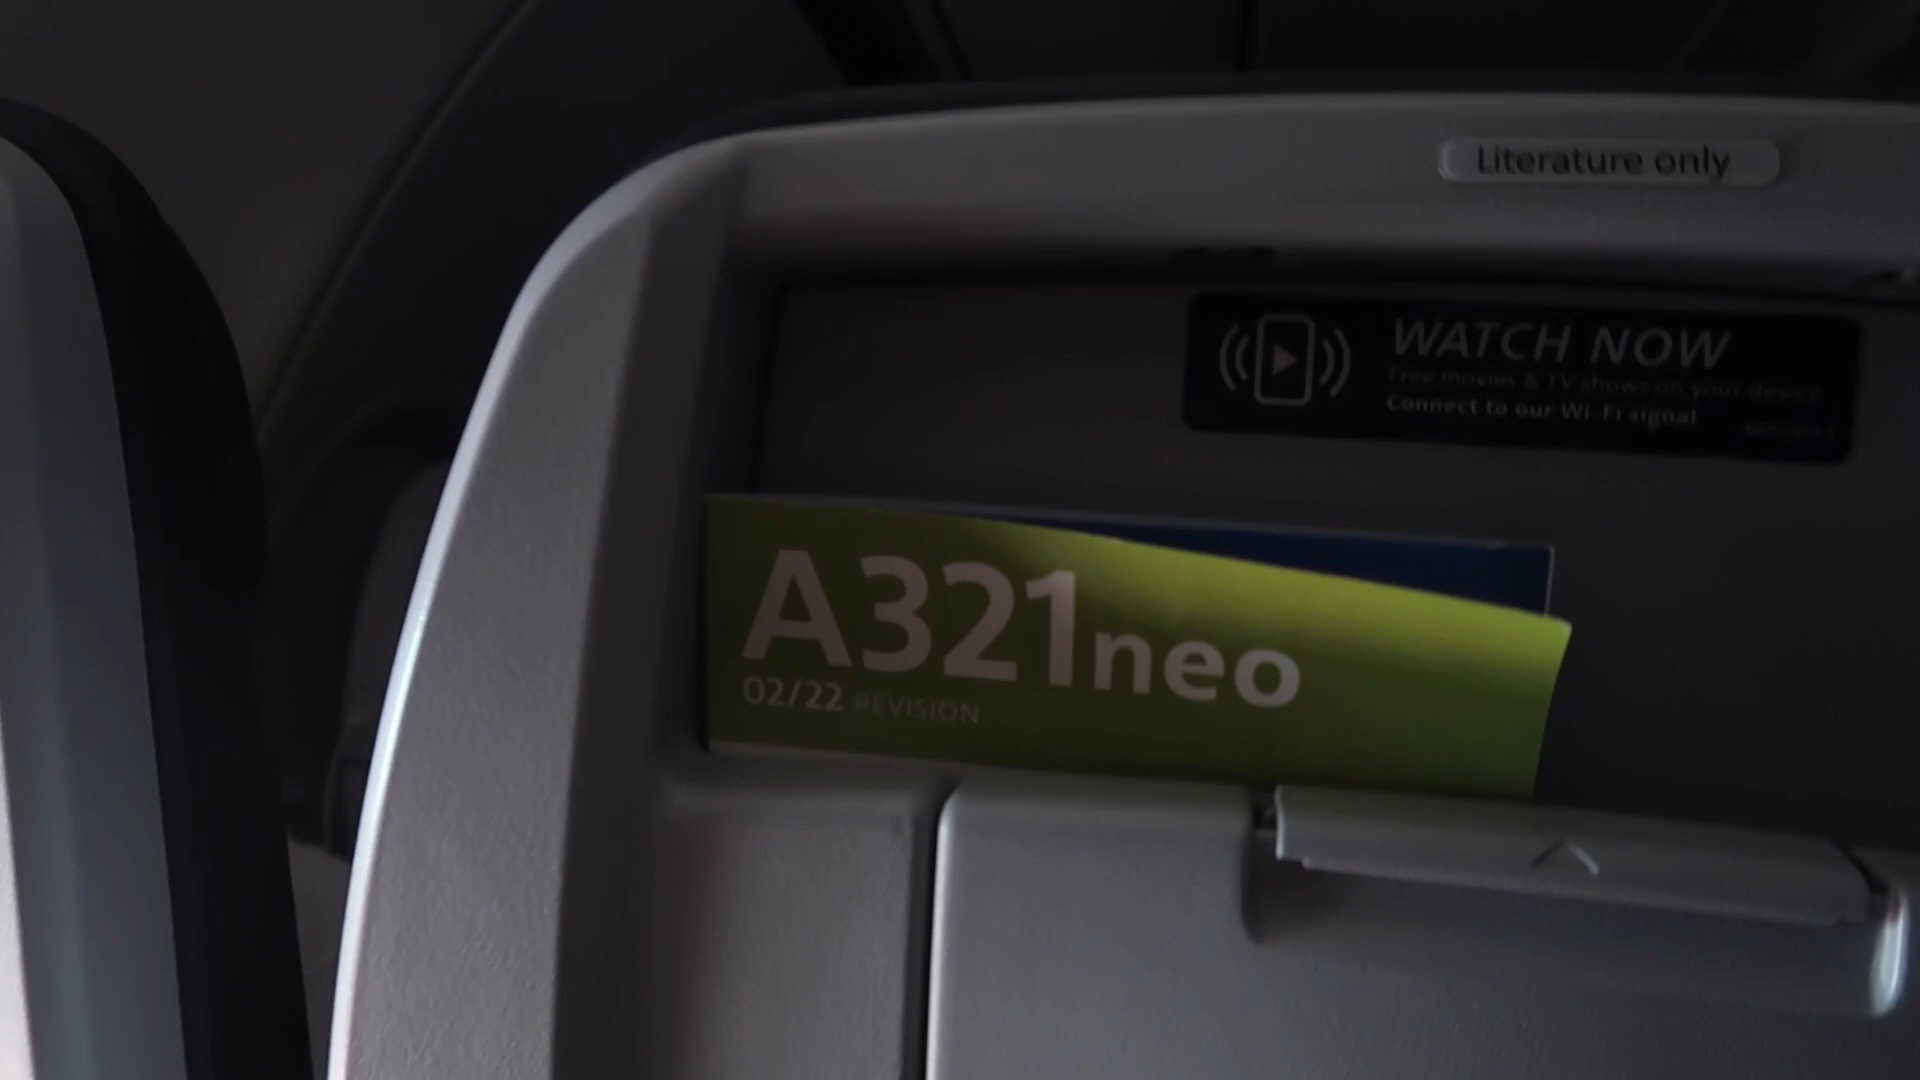 Literature only
WATCH NOW
Free movies & TV shows on your device
Connect to our Wi-Fi signal
A321neo
02/22 REVISION